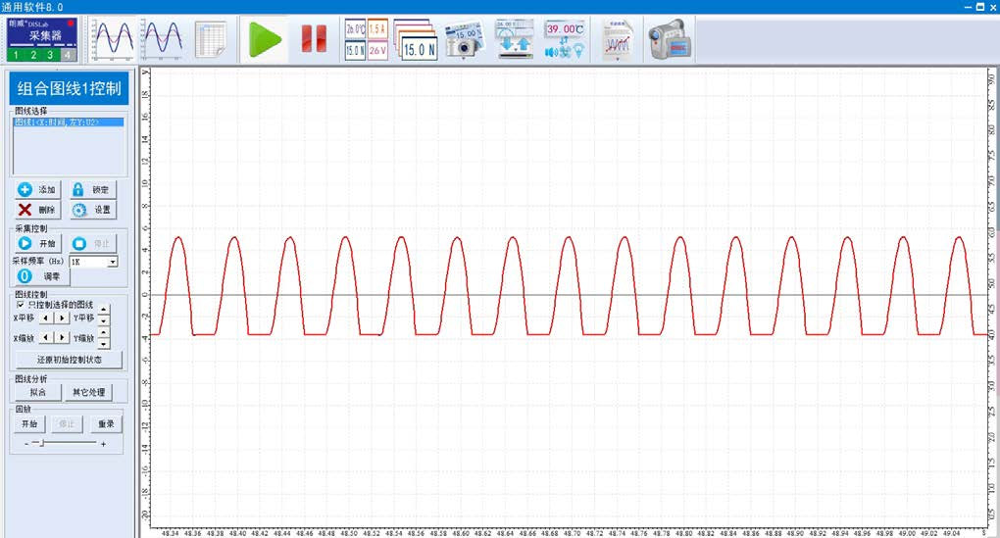 通用软件8.0
朗威®DISLab
采集器
1 2 3 4
26.0℃ 1.5 A
15.0 N 26 V
15.0 N
15.00 N
26.00 V
39.00℃
组合图线1控制
图线选择
图线1<X:时间,左Y:U2>
添加 锁定
删除 设置
采集控制
开始 停止
采样频率 (Hz) 1K
0 调零
图线控制
只控制选择的图线
X平移 Y平移
X缩放 Y缩放
还原初始控制状态
图线分析
拟合 其它处理
回放
开始 停止 重录
- +
y
18
16
14
12
10
8
6
4
2
0
-2
-4
-6
-8
-10
-12
-14
-16
-18
-20
48.34 48.36 48.38 48.40 48.42 48.44 48.46 48.48 48.50 48.52 48.54 48.56 48.58 48.60 48.62 48.64 48.66 48.68 48.70 48.72 48.74 48.76 48.78 48.80 48.82 48.84 48.86 48.88 48.90 48.92 48.94 48.96 48.98 49.00 49.02 49.04 s